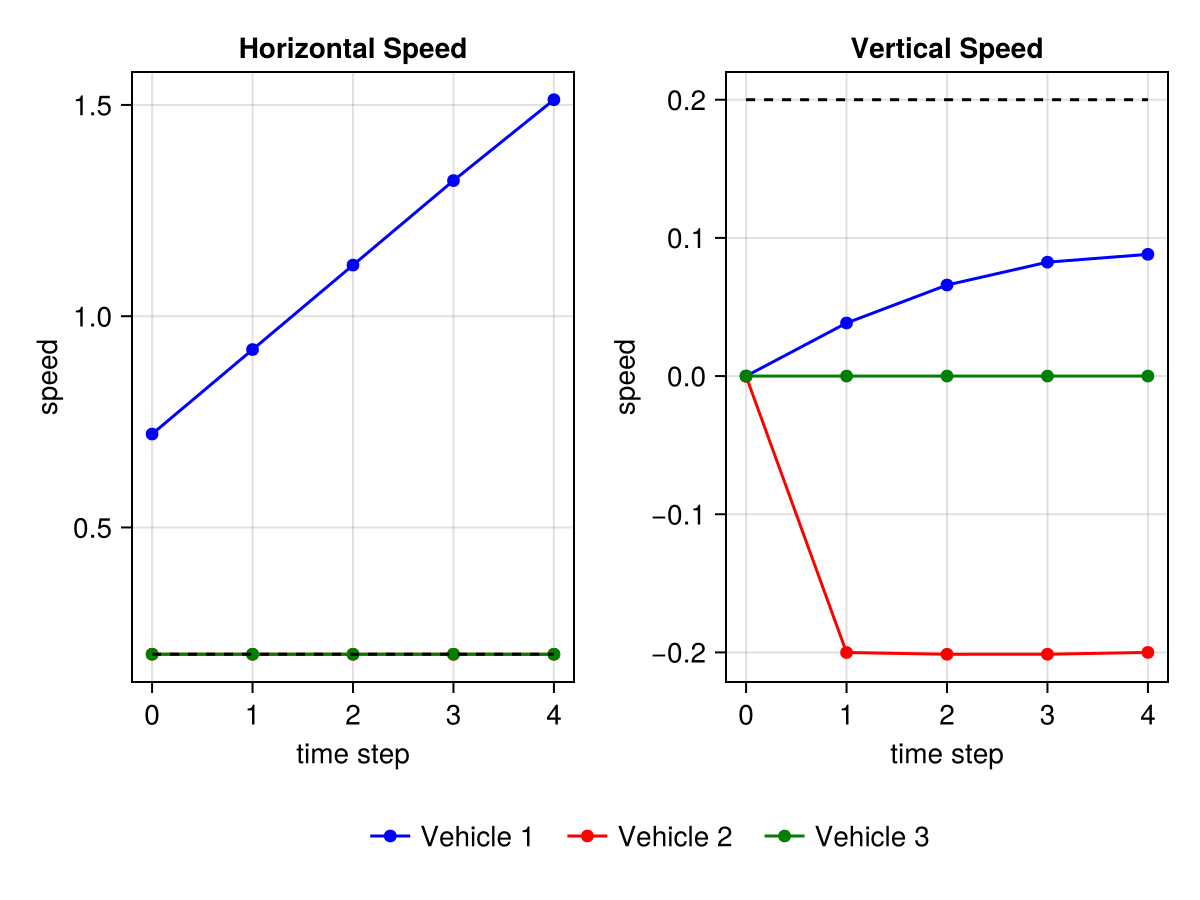 Horizontal Speed
1.5
1.0
0.5
speed
0 1 2 3 4
time step
Vertical Speed
0.2
0.1
0.0
−0.1
−0.2
speed
0 1 2 3 4
time step
Vehicle 1 Vehicle 2 Vehicle 3